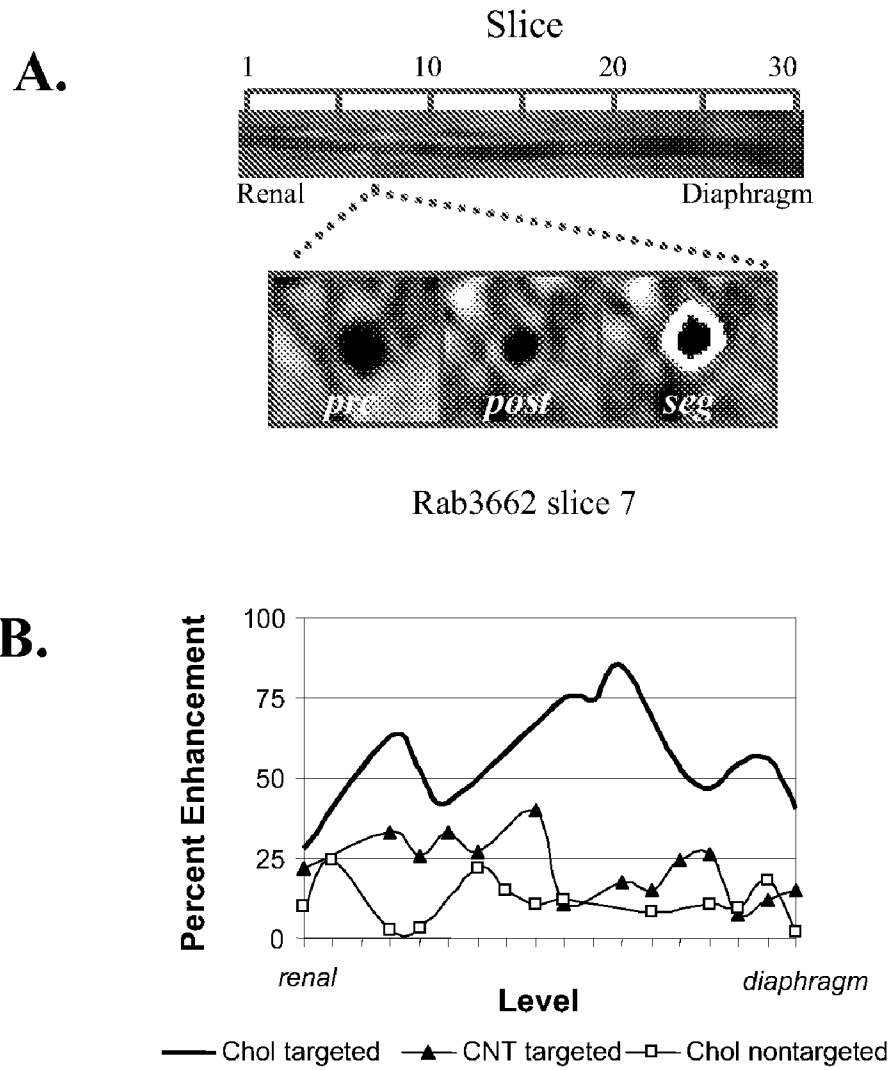 Slice
A.
1 10 20 30
Renal Diaphragm
pre post seg
Rab3662 slice 7
B.
Percent Enhancement
100
75
50
25
0
renal diaphragm
Level
Chol targeted CNT targeted Chol nontargeted